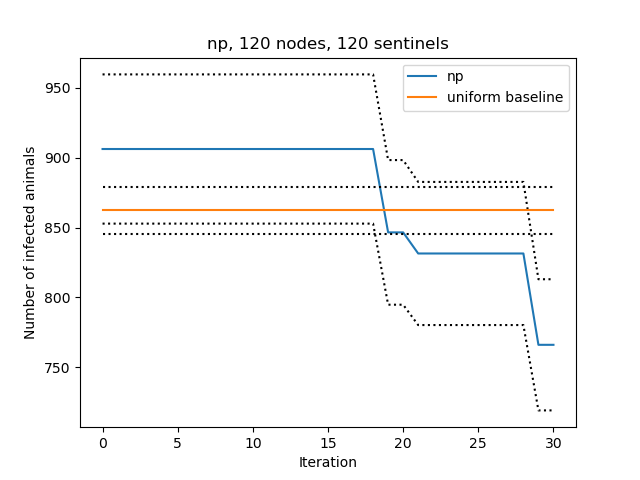 np, 120 nodes, 120 sentinels
np
uniform baseline
950
900
850
800
750
Number of infected animals
0 5 10 15 20 25 30
Iteration